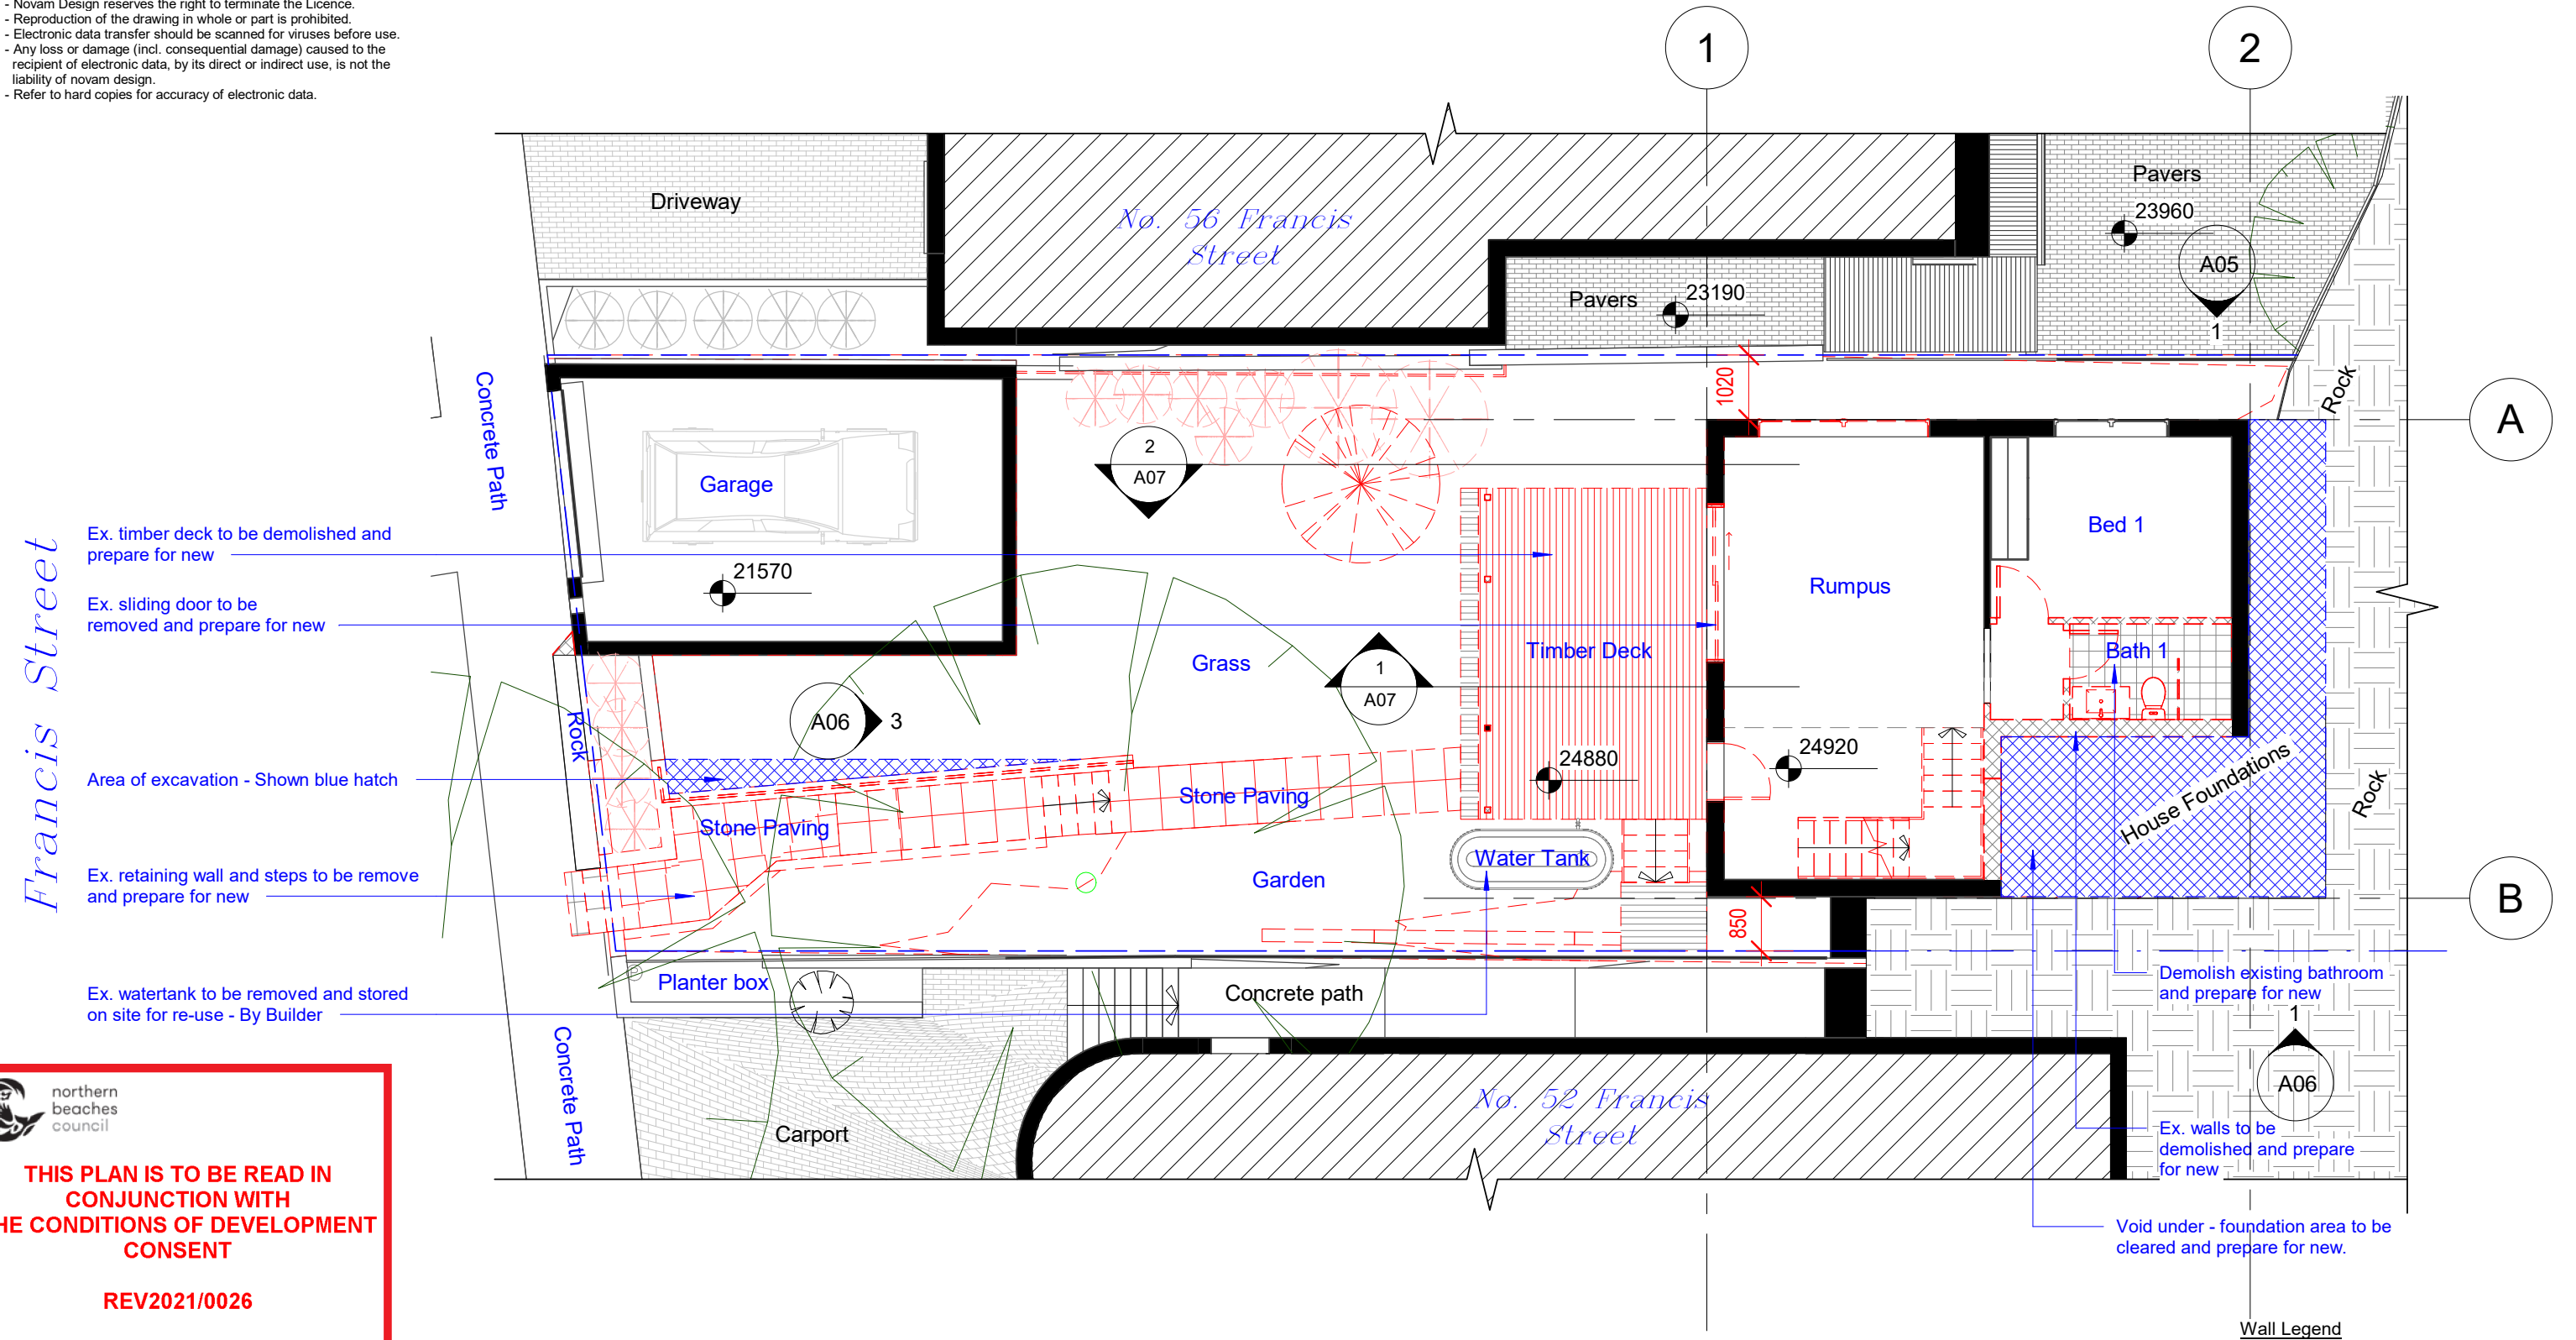 - Novam Design reserves the right to terminate the Licence.
- Reproduction of the drawing in whole or part is prohibited.
- Electronic data transfer should be scanned for viruses before use.
- Any loss or damage (incl. consequential damage) caused to the
recipient of electronic data, by its direct or indirect use, is not the
liability of novam design.
- Refer to hard copies for accuracy of electronic data.
1
2
Driveway
No. 56 Francis
Street
Pavers
23960
A05
1
Pavers
23190
Concrete Path
1020
Rock
A
2
A07
Garage
Bed 1
Francis Street
Ex. timber deck to be demolished and
prepare for new
21570
Rumpus
Ex. sliding door to be
removed and prepare for new
Grass
Timber Deck
Bath 1
1
A07
Rock
A06
3
24920
24880
Area of excavation - Shown blue hatch
Stone Paving
Stone Paving
House Foundations
Rock
Water Tank
Ex. retaining wall and steps to be remove
and prepare for new
Garden
B
850
Planter box
Concrete path
Demolish existing bathroom
and prepare for new
Ex. watertank to be removed and stored
on site for re-use - By Builder
1
A06
Concrete Path
northern
beaches
council
No. 52 Francis
Street
Carport
Ex. walls to be
demolished and prepare
for new
THIS PLAN IS TO BE READ IN
CONJUNCTION WITH
HE CONDITIONS OF DEVELOPMENT
CONSENT
REV2021/0026
Void under - foundation area to be
cleared and prepare for new.
Wall Legend